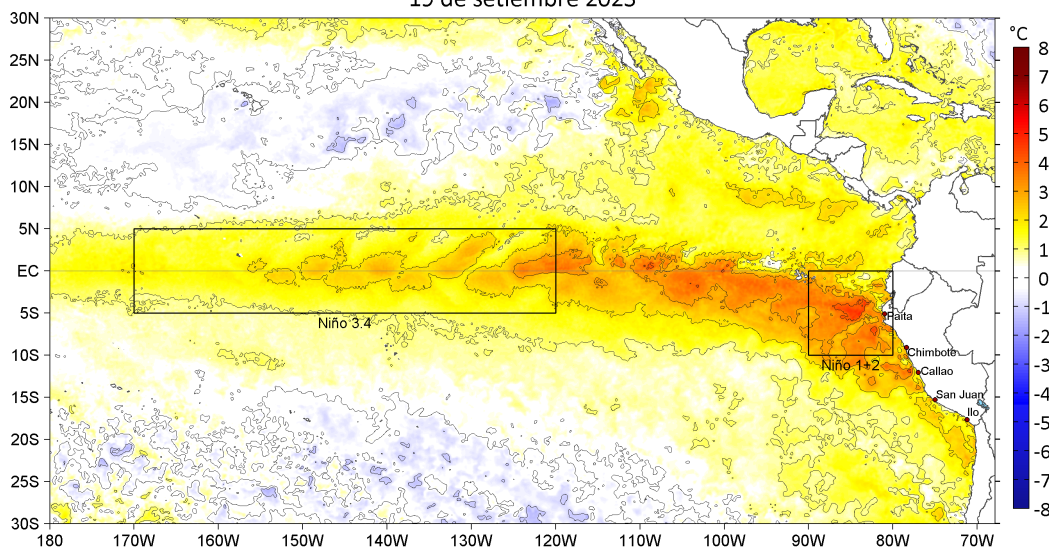 19 de setiembre 2023
°C
30N
25N
20N
15N
10N
5N
EC
5S
10S
15S
20S
25S
30S
180
170W
160W
150W
140W
130W
120W
110W
100W
90W
80W
70W
Niño 3.4
Niño 1+2
Paita
Chimbote
Callao
San Juan
Ilo
8
7
6
5
4
3
2
1
0
-1
-2
-3
-4
-5
-6
-7
-8